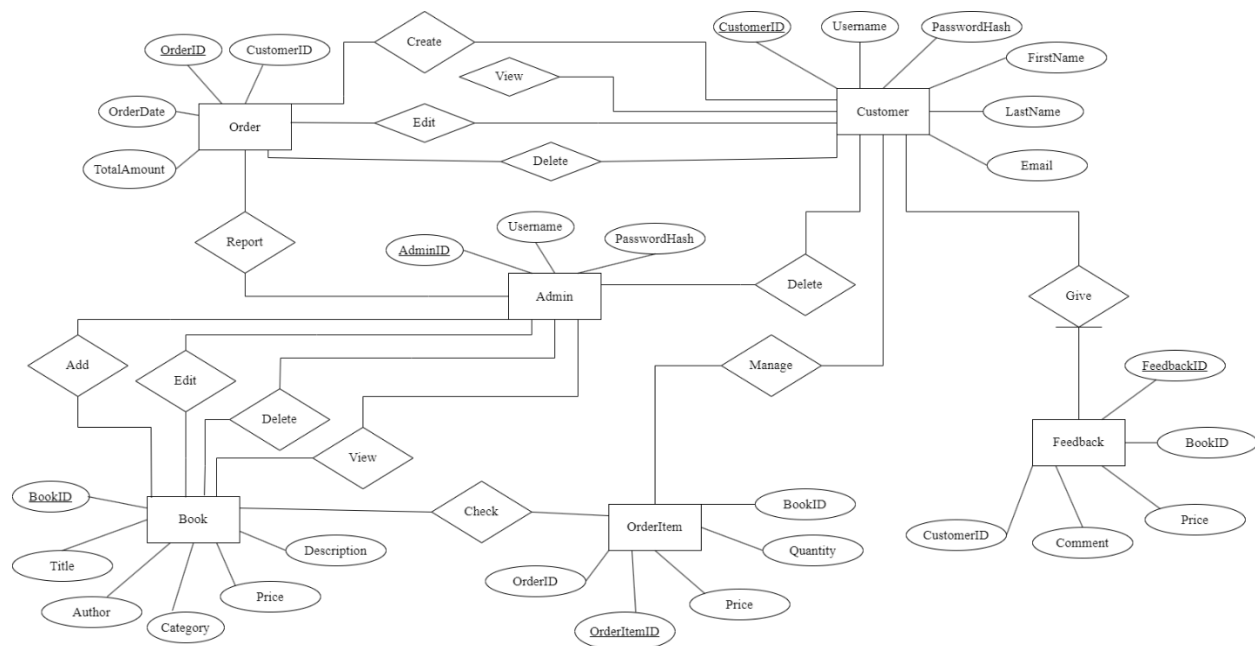 CustomerID
Username
PasswordHash
OrderID
CustomerID
Create
View
FirstName
OrderDate
Order
Edit
Customer
LastName
TotalAmount
Delete
Email
Report
AdminID
Username
PasswordHash
Admin
Delete
Give
Add
Edit
Delete
View
Manage
FeedbackID
Feedback
BookID
BookID
Book
Check
OrderItem
BookID
Price
Title
Description
Quantity
CustomerID
Comment
Author
Category
Price
OrderID
OrderItemID
Price